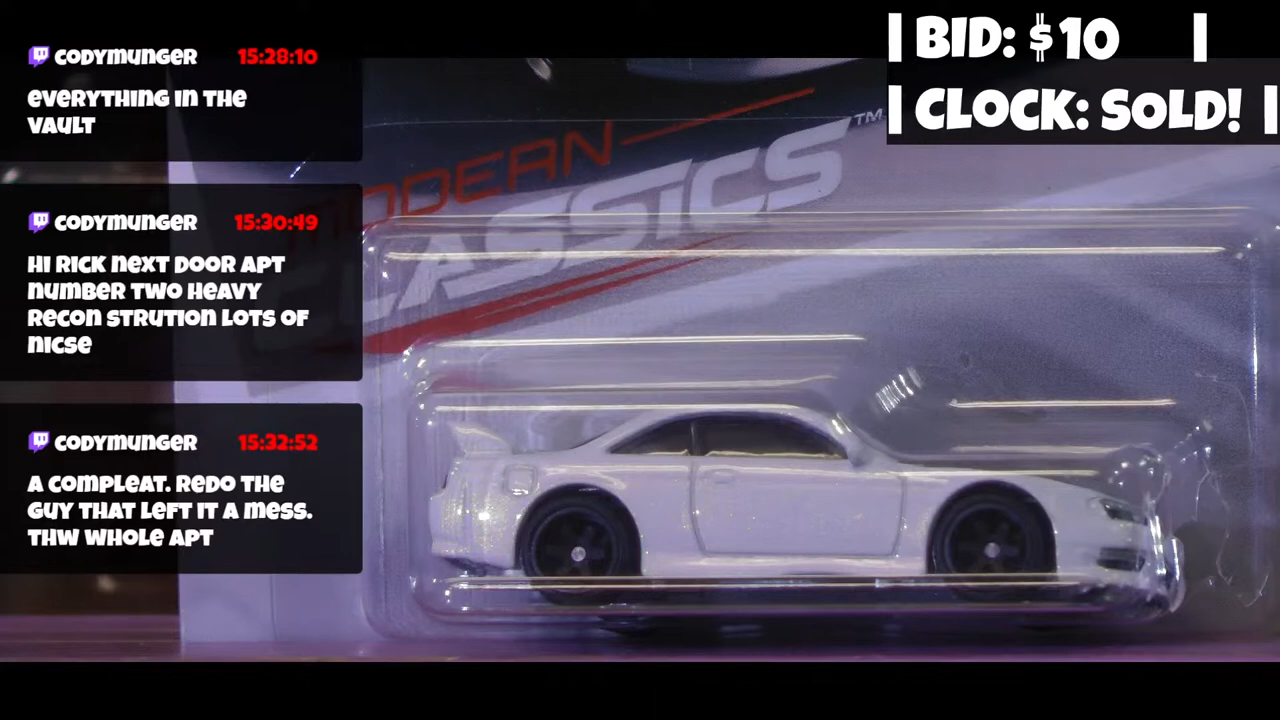 codymunger 15:28:10
everything in the
vault
codymunger 15:30:49
Hi Rick next door apt
number two heavy
recon strution lots of
nicse
codymunger 15:32:52
A compleat. Redo the
guy that left it a mess.
Thw whole apt
| BID: $10 |
| CLOCK: SOLD! |
MODERN
CLASSICS™